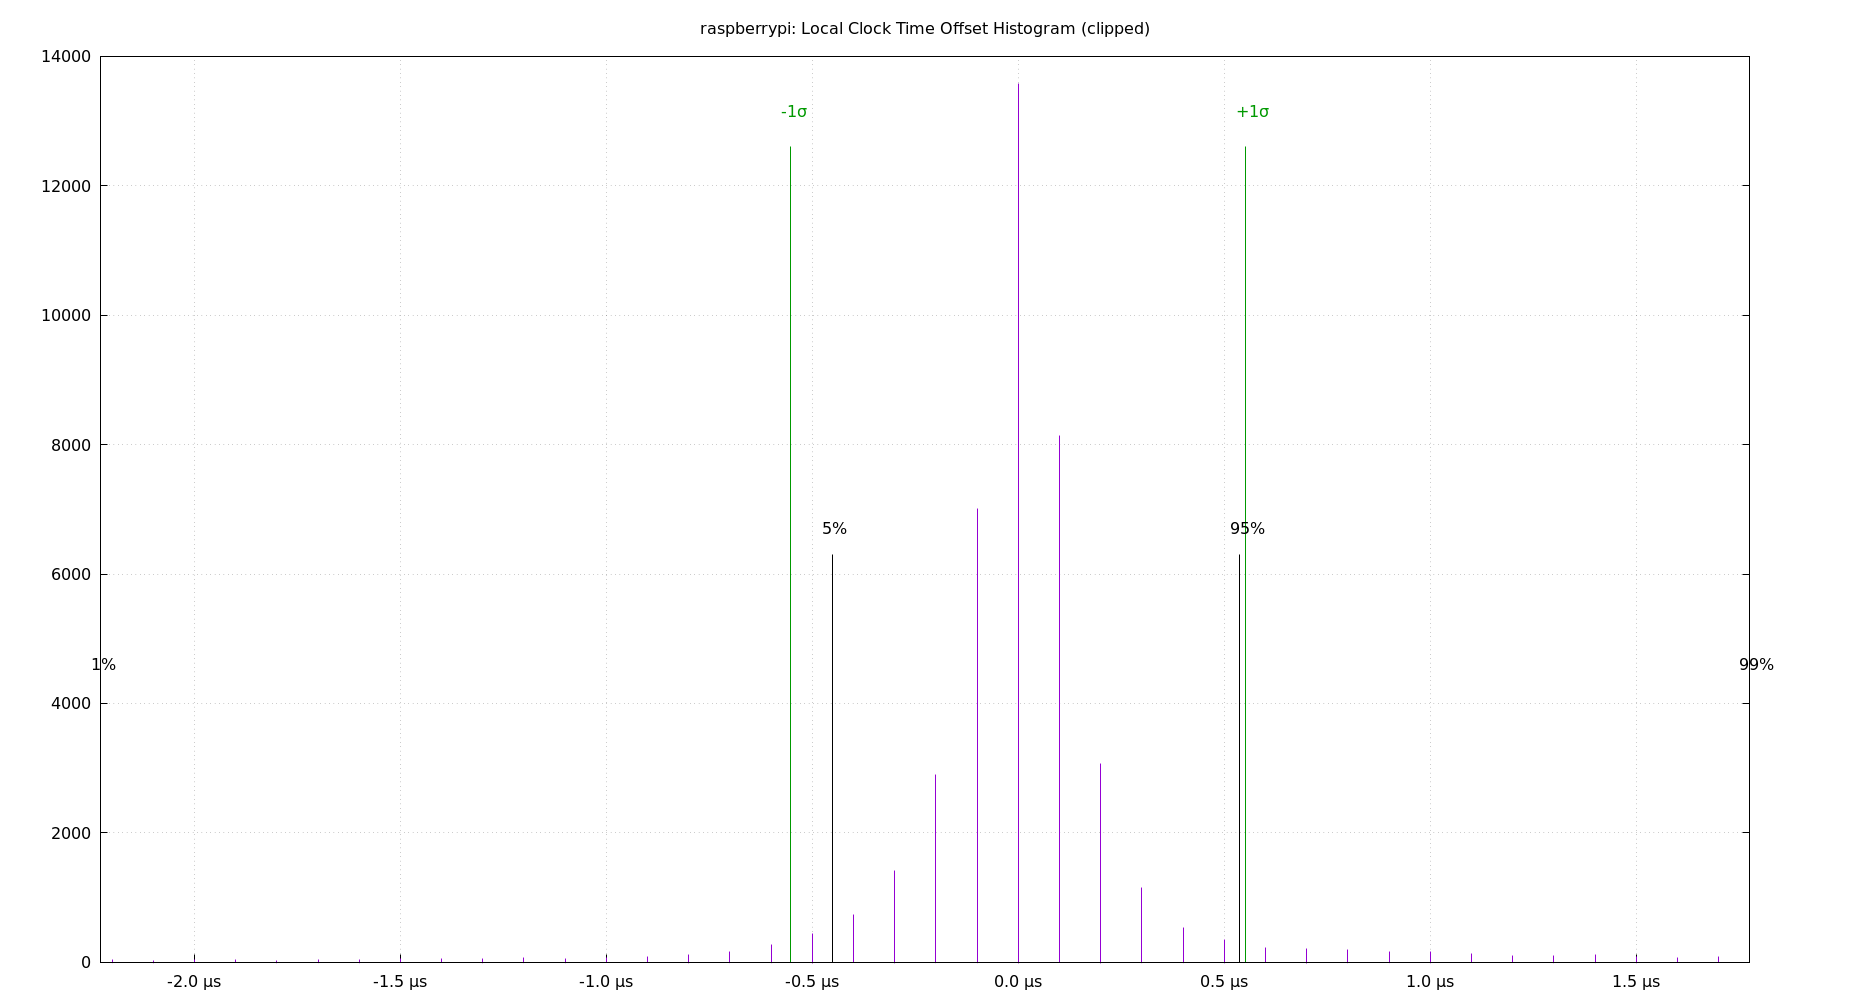 raspberrypi: Local Clock Time Offset Histogram (clipped)
14000
-1σ
+1σ
12000
10000
8000
5%
95%
6000
1%
99%
4000
2000
0
-2.0 µs
-1.5 µs
-1.0 µs
-0.5 µs
0.0 µs
0.5 µs
1.0 µs
1.5 µs